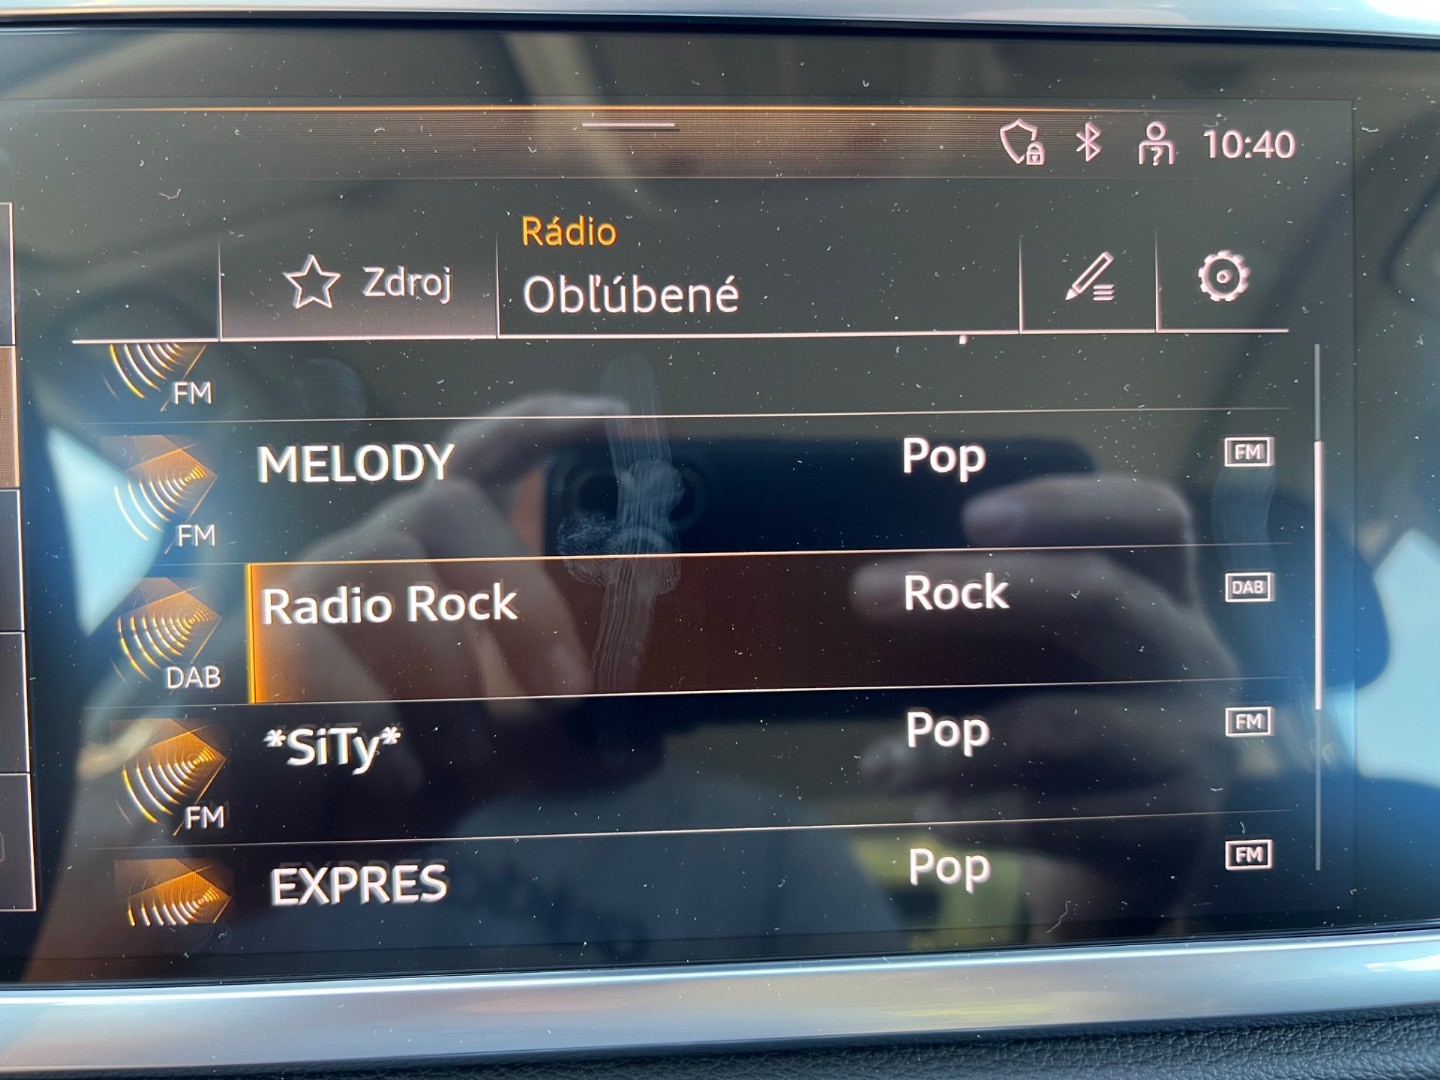 10:40
Rádio
Zdroj
Obľúbené
FM
MELODY Pop FM
FM
Radio Rock Rock DAB
DAB
*SiTy* Pop FM
FM
EXPRES Pop FM